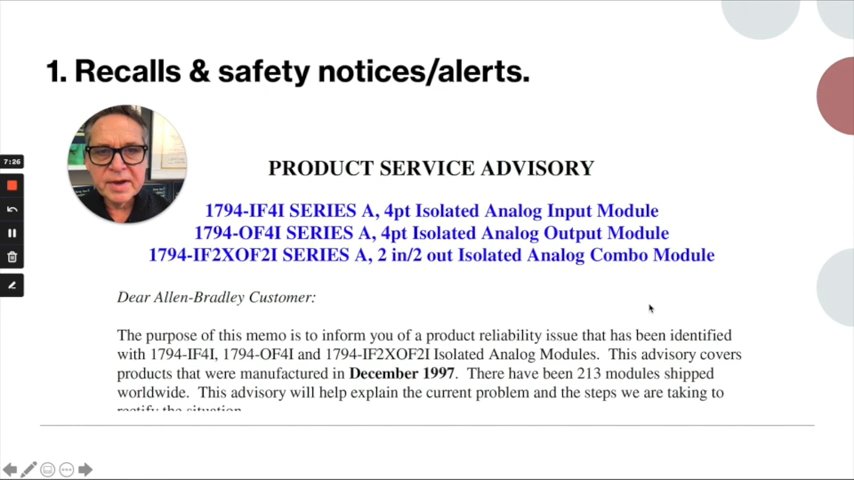 1. Recalls & safety notices/alerts.
7:26
PRODUCT SERVICE ADVISORY
1794-IF4I SERIES A, 4pt Isolated Analog Input Module
1794-OF4I SERIES A, 4pt Isolated Analog Output Module
1794-IF2XOF2I SERIES A, 2 in/2 out Isolated Analog Combo Module
Dear Allen-Bradley Customer:
The purpose of this memo is to inform you of a product reliability issue that has been identified
with 1794-IF4I, 1794-OF4I and 1794-IF2XOF2I Isolated Analog Modules.  This advisory covers
products that were manufactured in December 1997.  There have been 213 modules shipped
worldwide.  This advisory will help explain the current problem and the steps we are taking to
rectify the situation